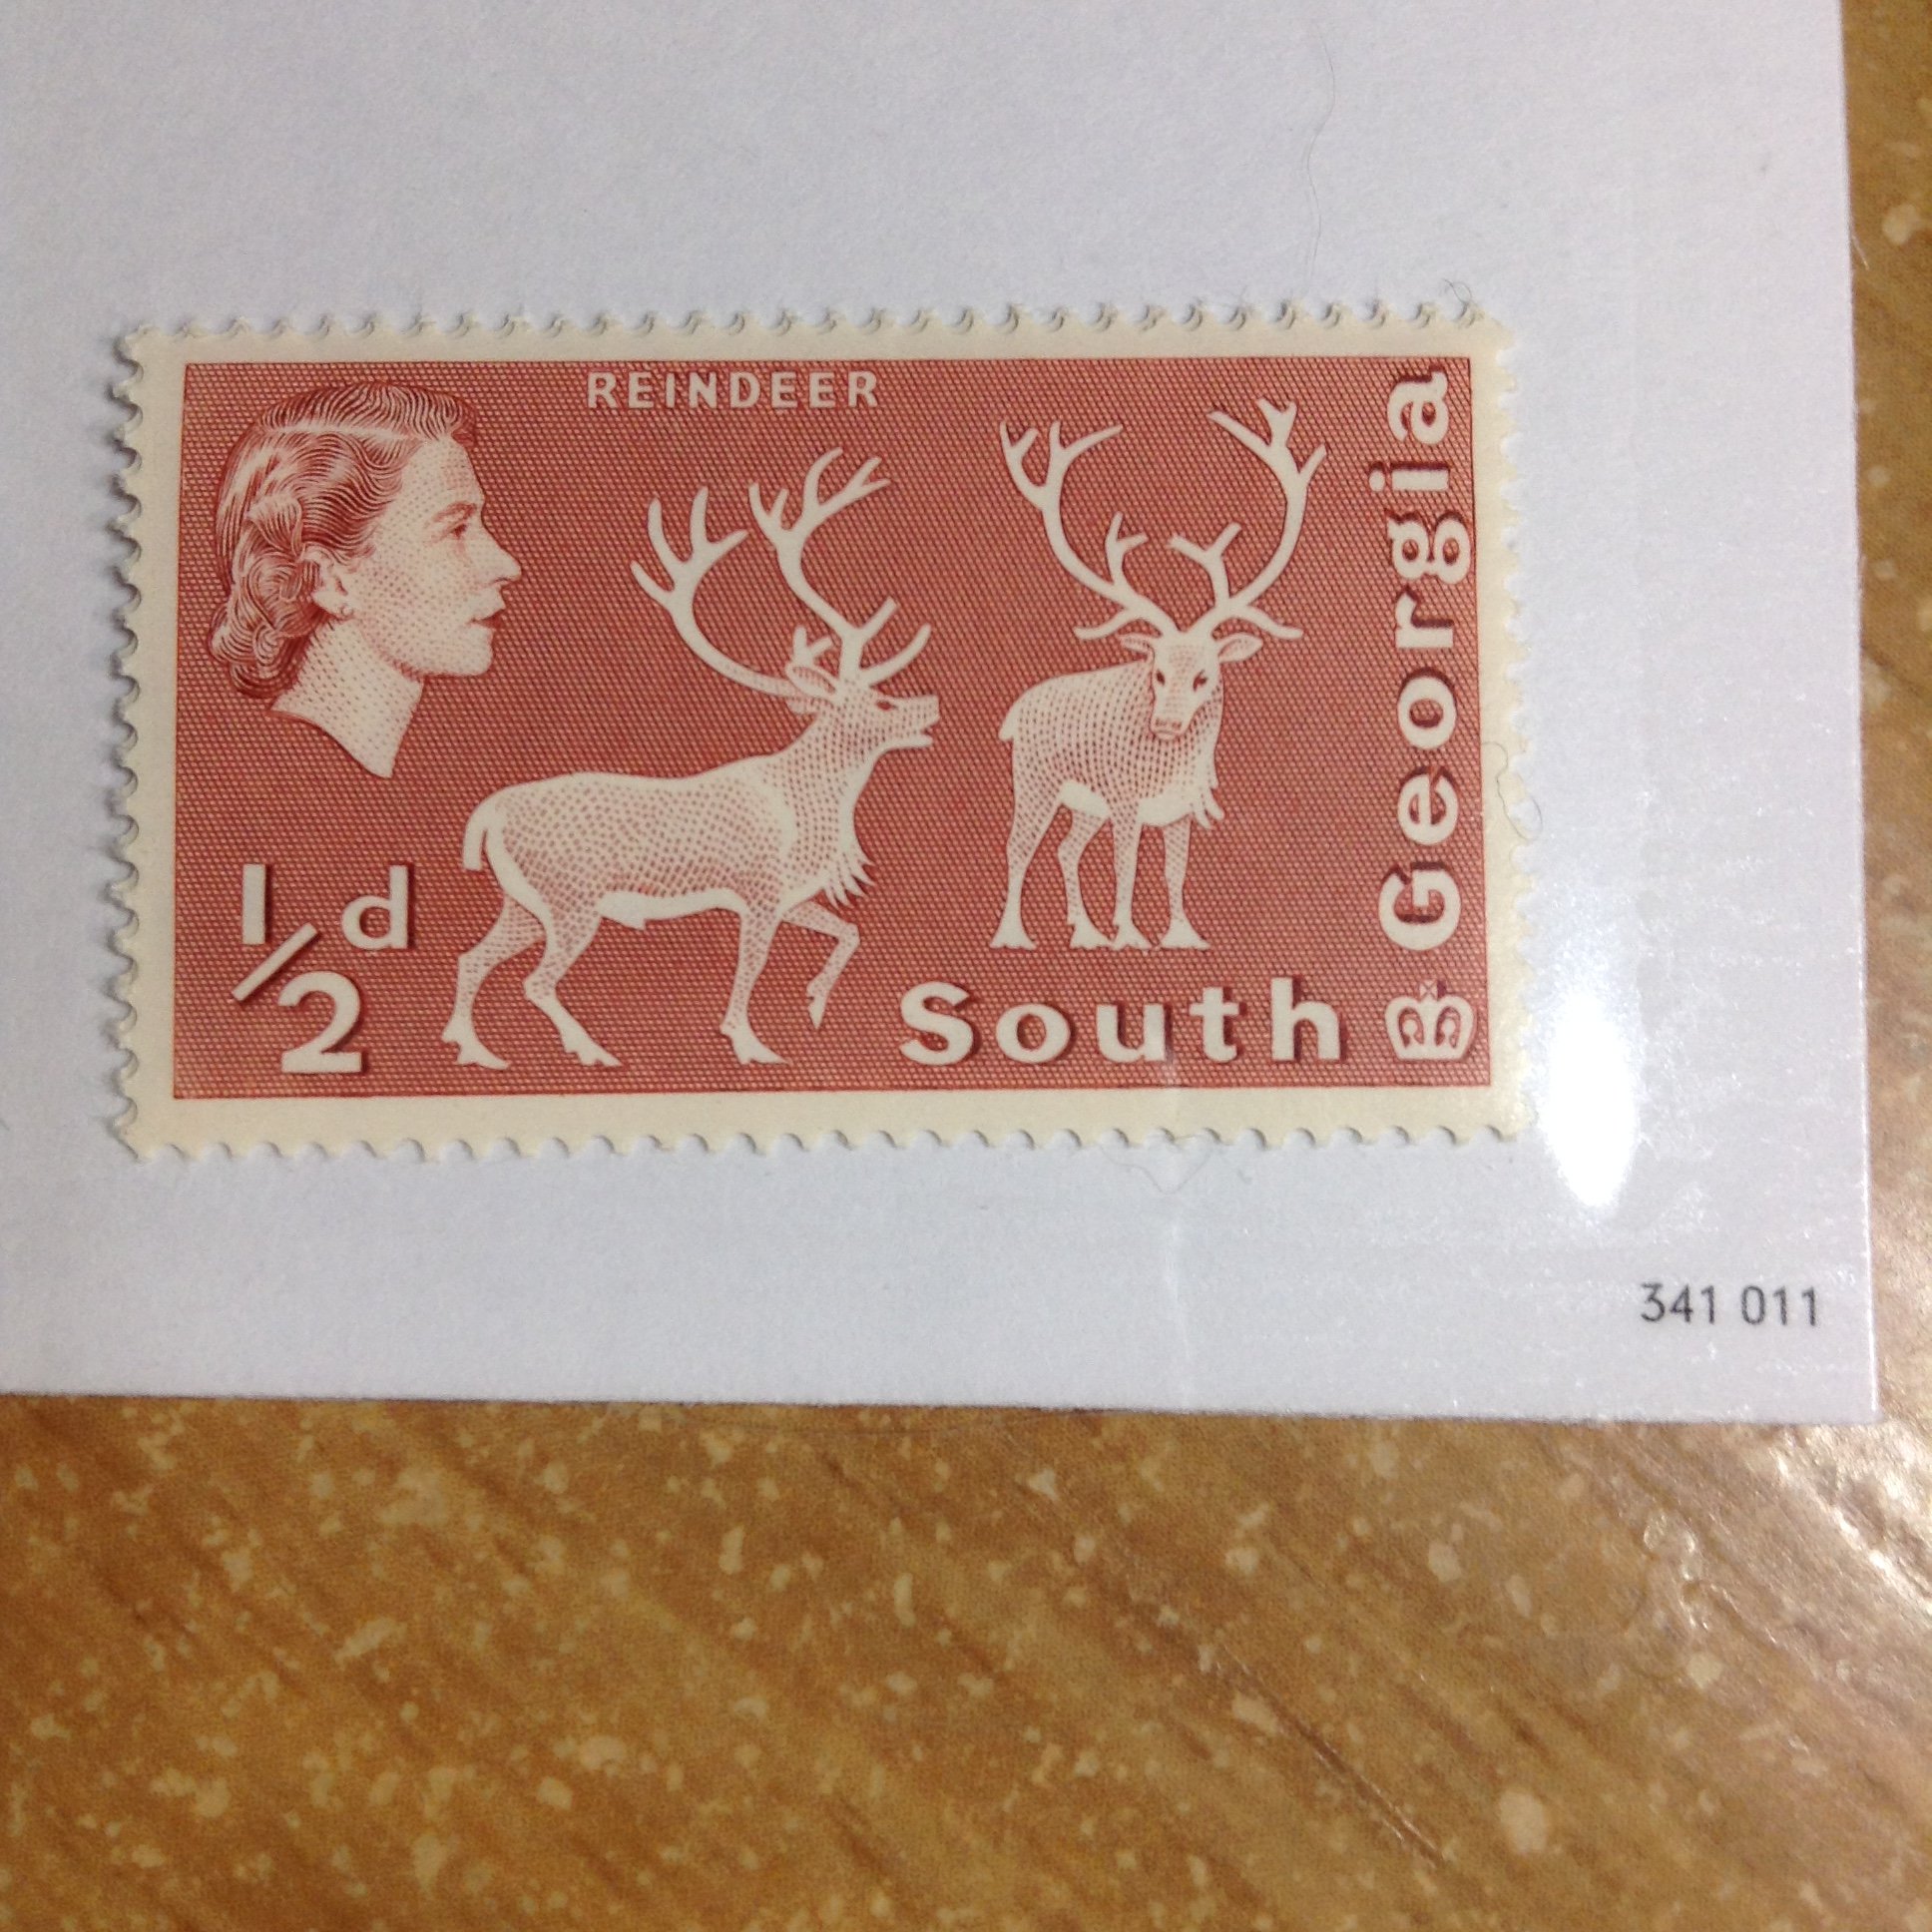 REINDEER
½d
South
Georgia
341 011